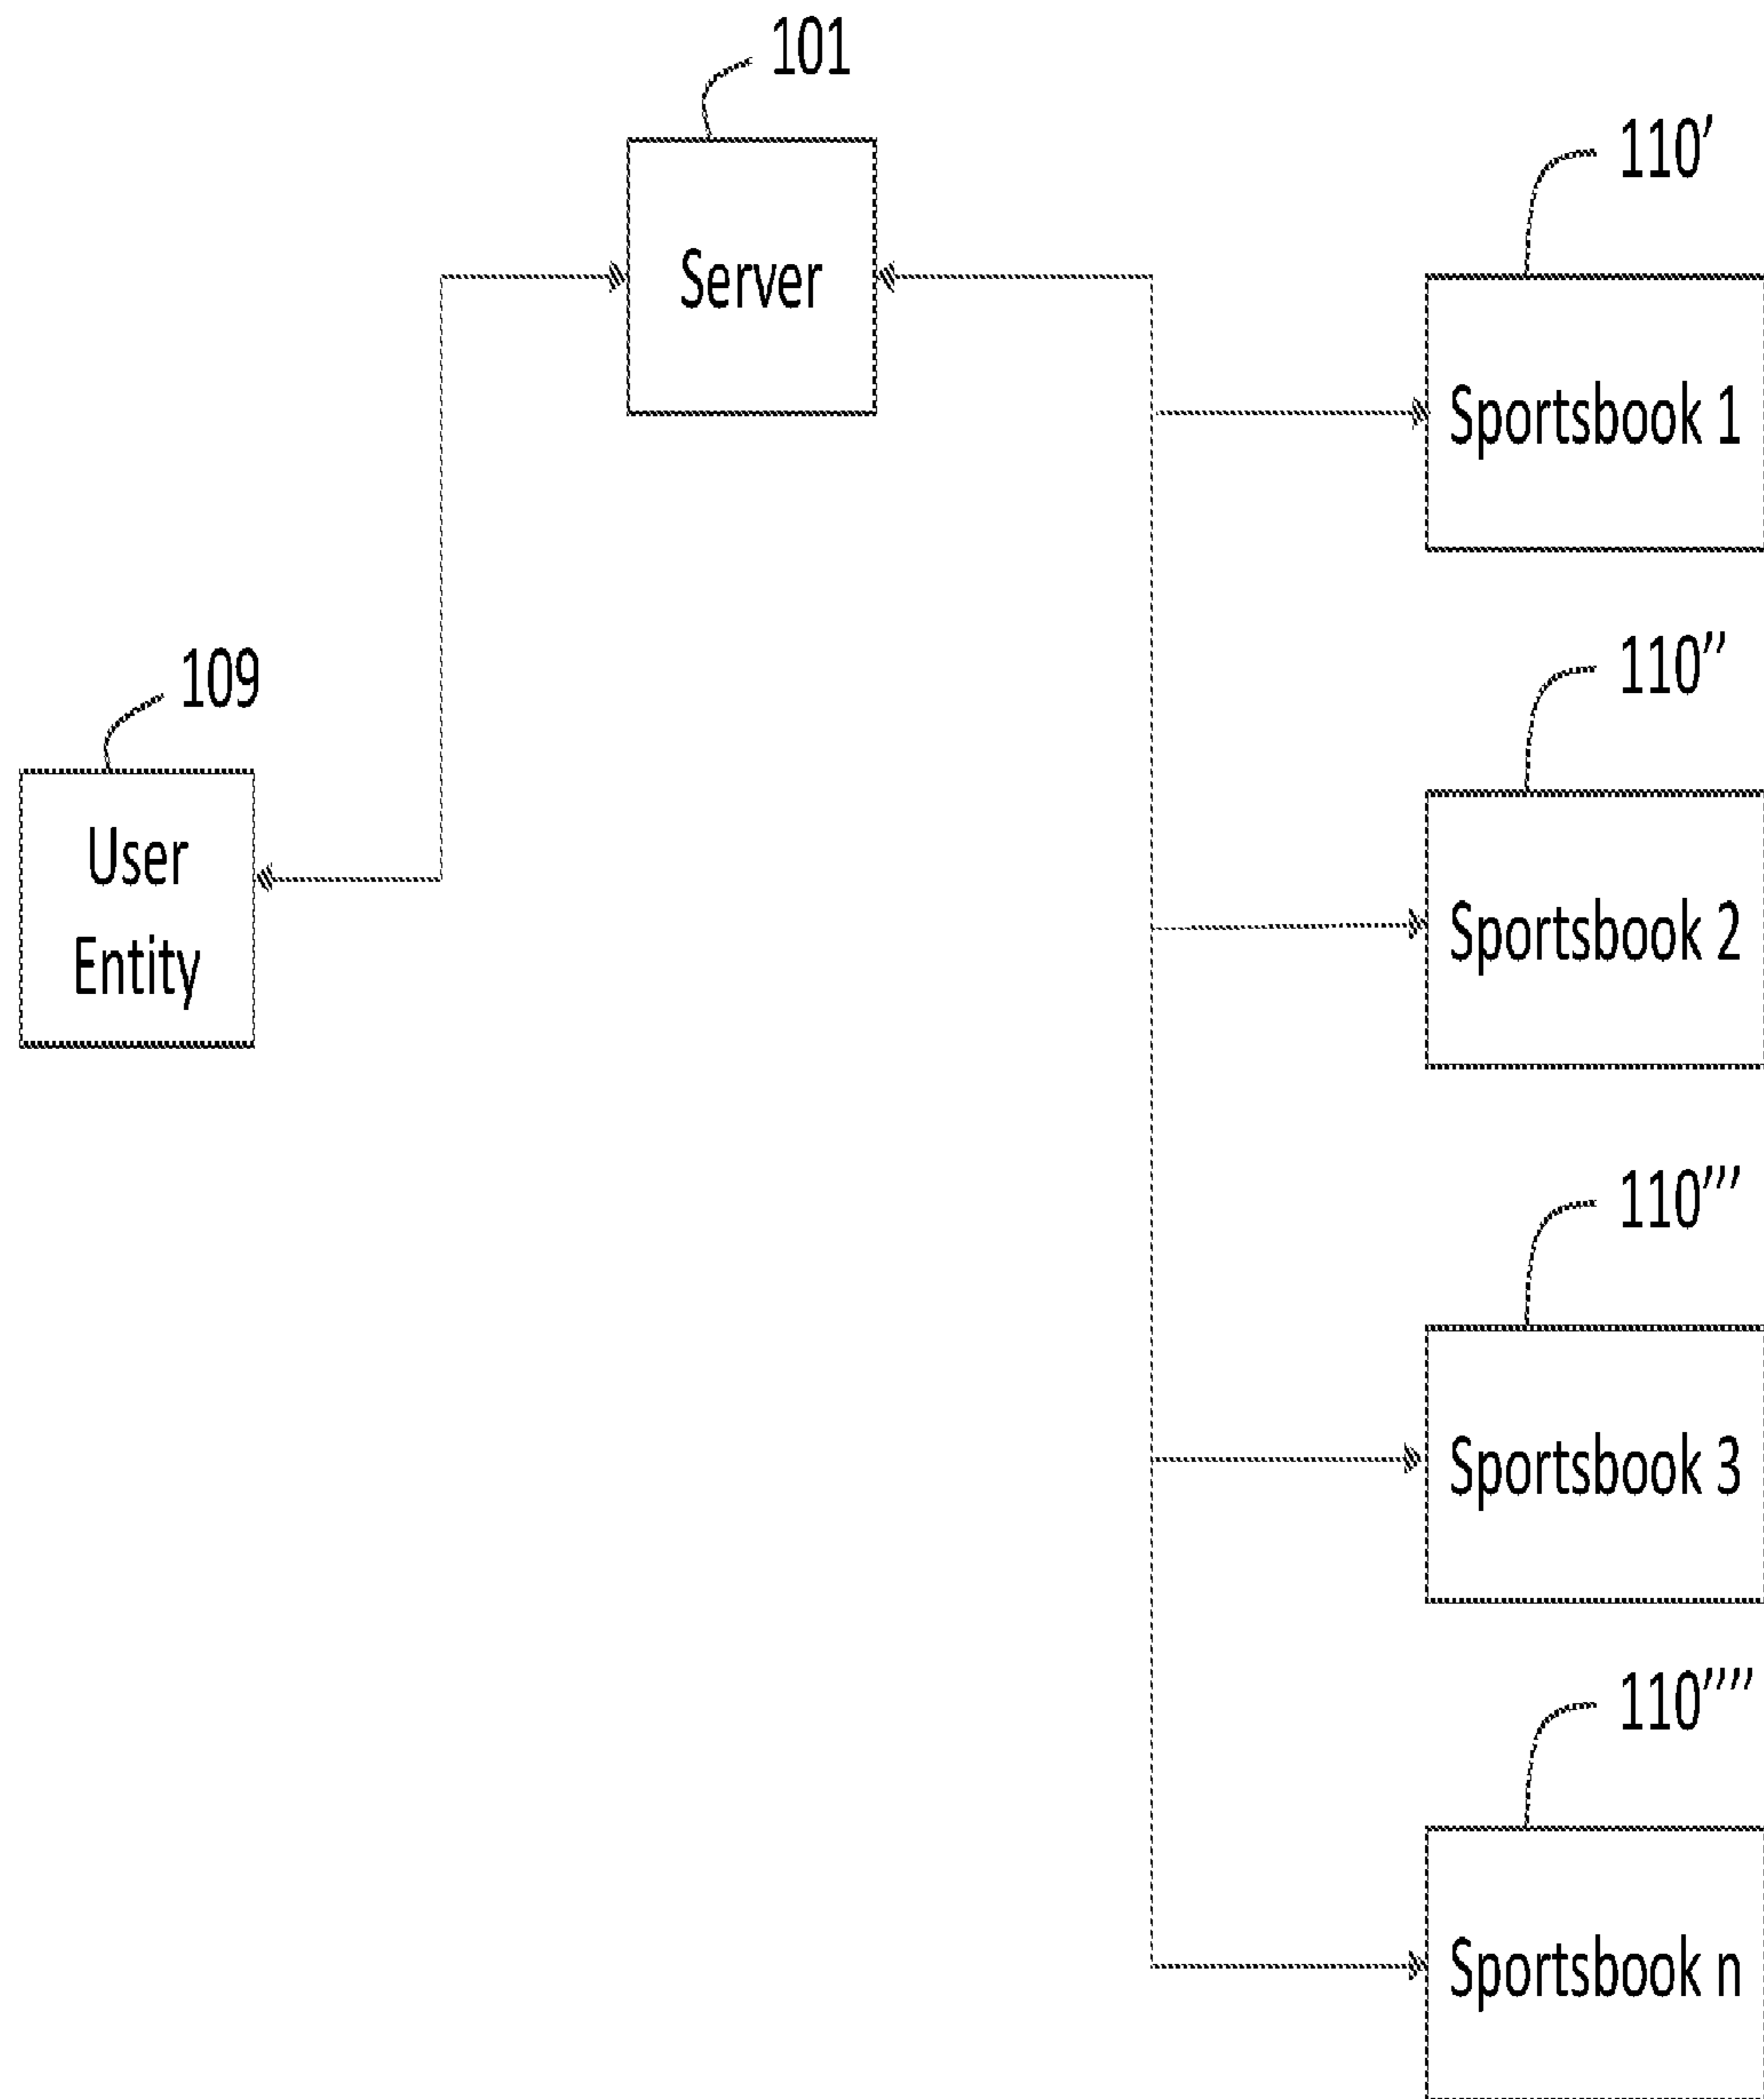 101
Server
110'
Sportsbook 1
109
User
Entity
110''
Sportsbook 2
110'''
Sportsbook 3
110''''
Sportsbook n